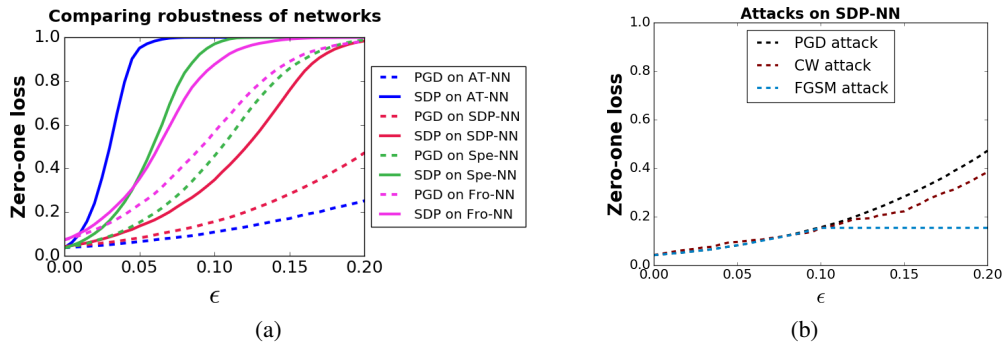 Comparing robustness of networks
Zero-one loss
1.0
0.8
0.6
0.4
0.2
0.0
0.00 0.05 0.10 0.15 0.20
ϵ
PGD on AT-NN
SDP on AT-NN
PGD on SDP-NN
SDP on SDP-NN
PGD on Spe-NN
SDP on Spe-NN
PGD on Fro-NN
SDP on Fro-NN
(a)
Attacks on SDP-NN
Zero-one loss
1.0
0.8
0.6
0.4
0.2
0.0
0.00 0.05 0.10 0.15 0.20
ϵ
PGD attack
CW attack
FGSM attack
(b)